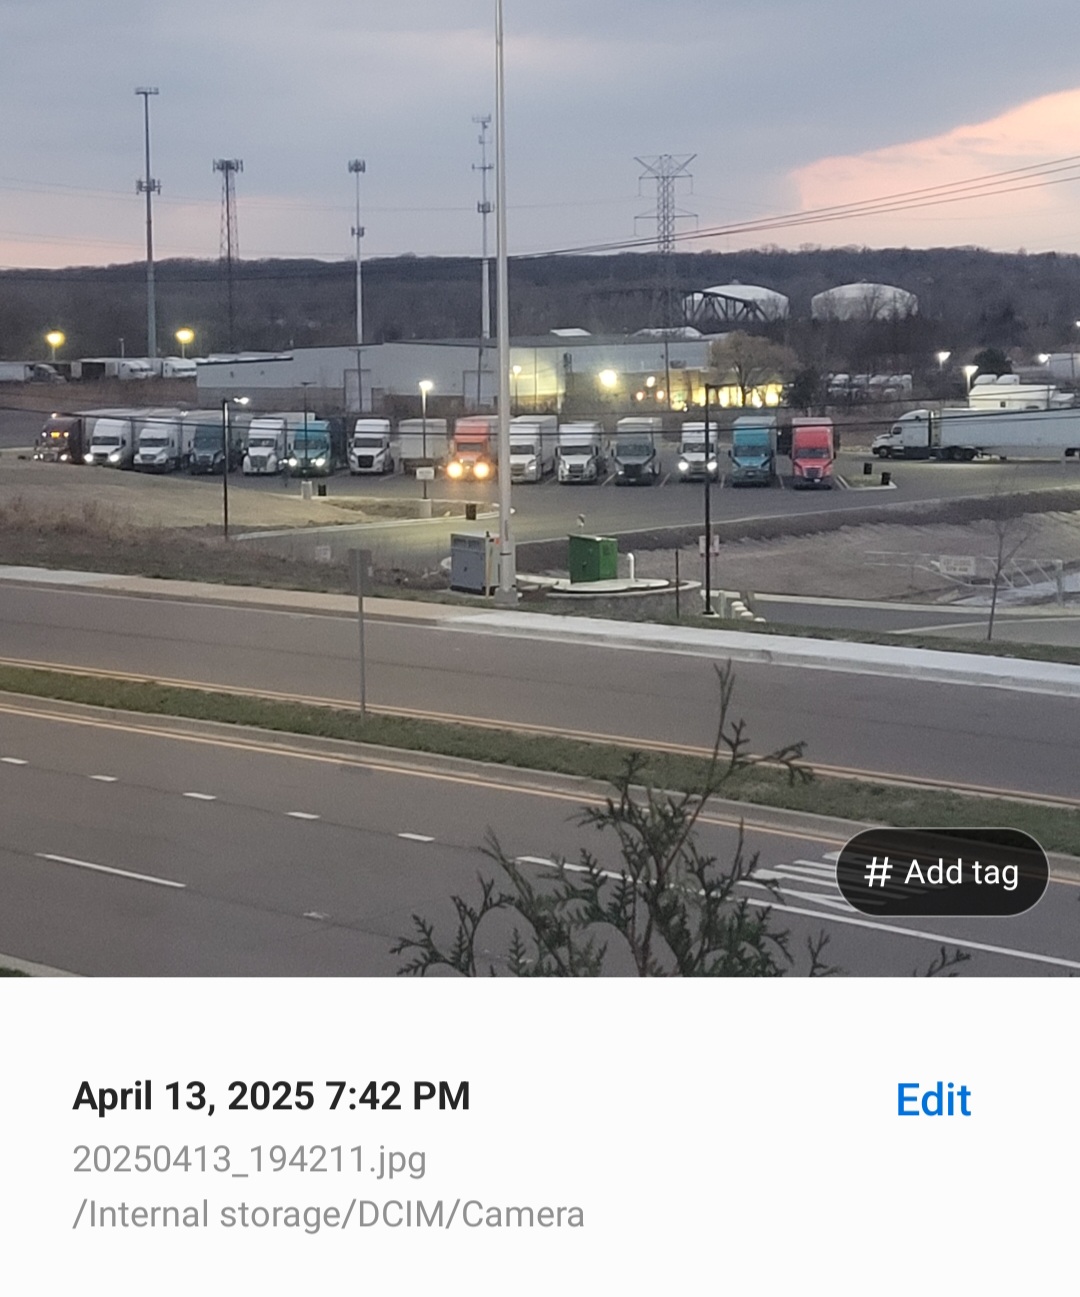 # Add tag
April 13, 2025 7:42 PM
Edit
20250413_194211.jpg
/Internal storage/DCIM/Camera